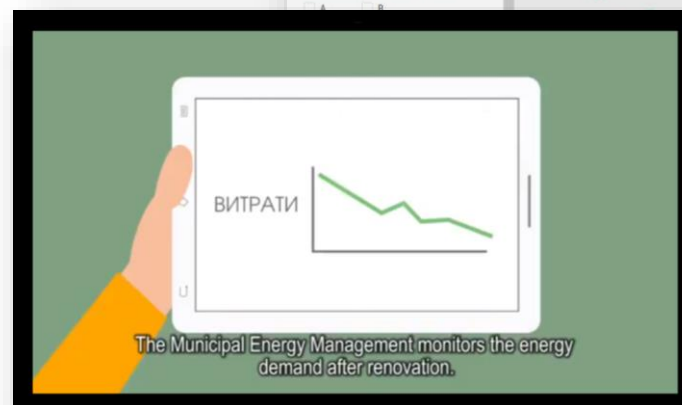 A B
ВИТРАТИ
The Municipal Energy Management monitors the energy
demand after renovation.